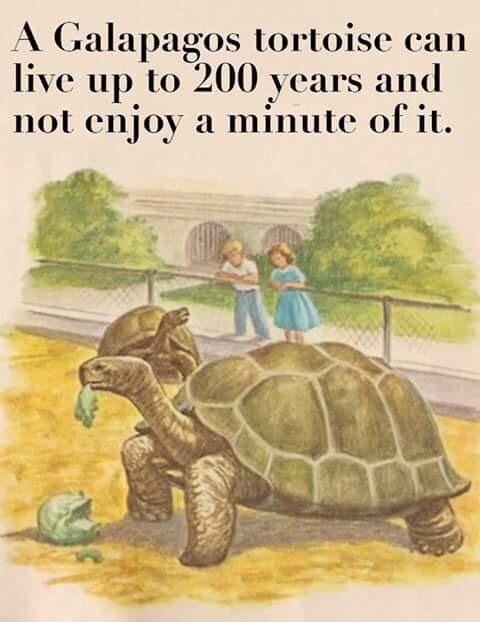 A Galapagos tortoise can
live up to 200 years and
not enjoy a minute of it.